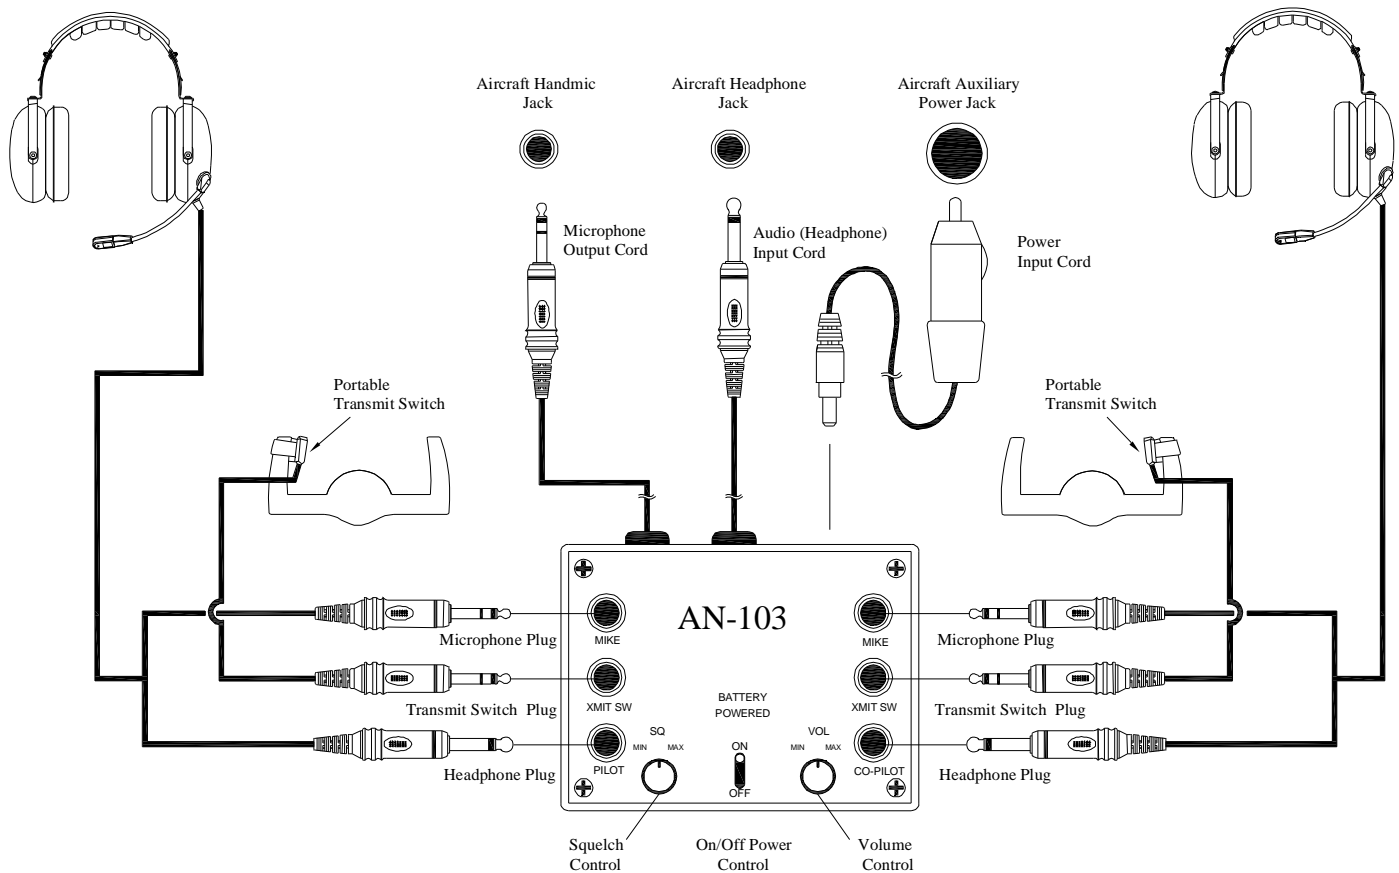 Aircraft Handmic
Jack
Aircraft Headphone
Jack
Aircraft Auxiliary
Power Jack
Microphone
Output Cord
Audio (Headphone)
Input Cord
Power
Input Cord
Portable
Transmit Switch
Portable
Transmit Switch
AN-103
Microphone Plug
MIKE
MIKE
Microphone Plug
Transmit Switch Plug
XMIT SW
BATTERY
POWERED
XMIT SW
Transmit Switch Plug
SQ
MIN MAX
ON
OFF
VOL
MIN MAX
Headphone Plug
PILOT
CO-PILOT
Headphone Plug
Squelch
Control
On/Off Power
Control
Volume
Control